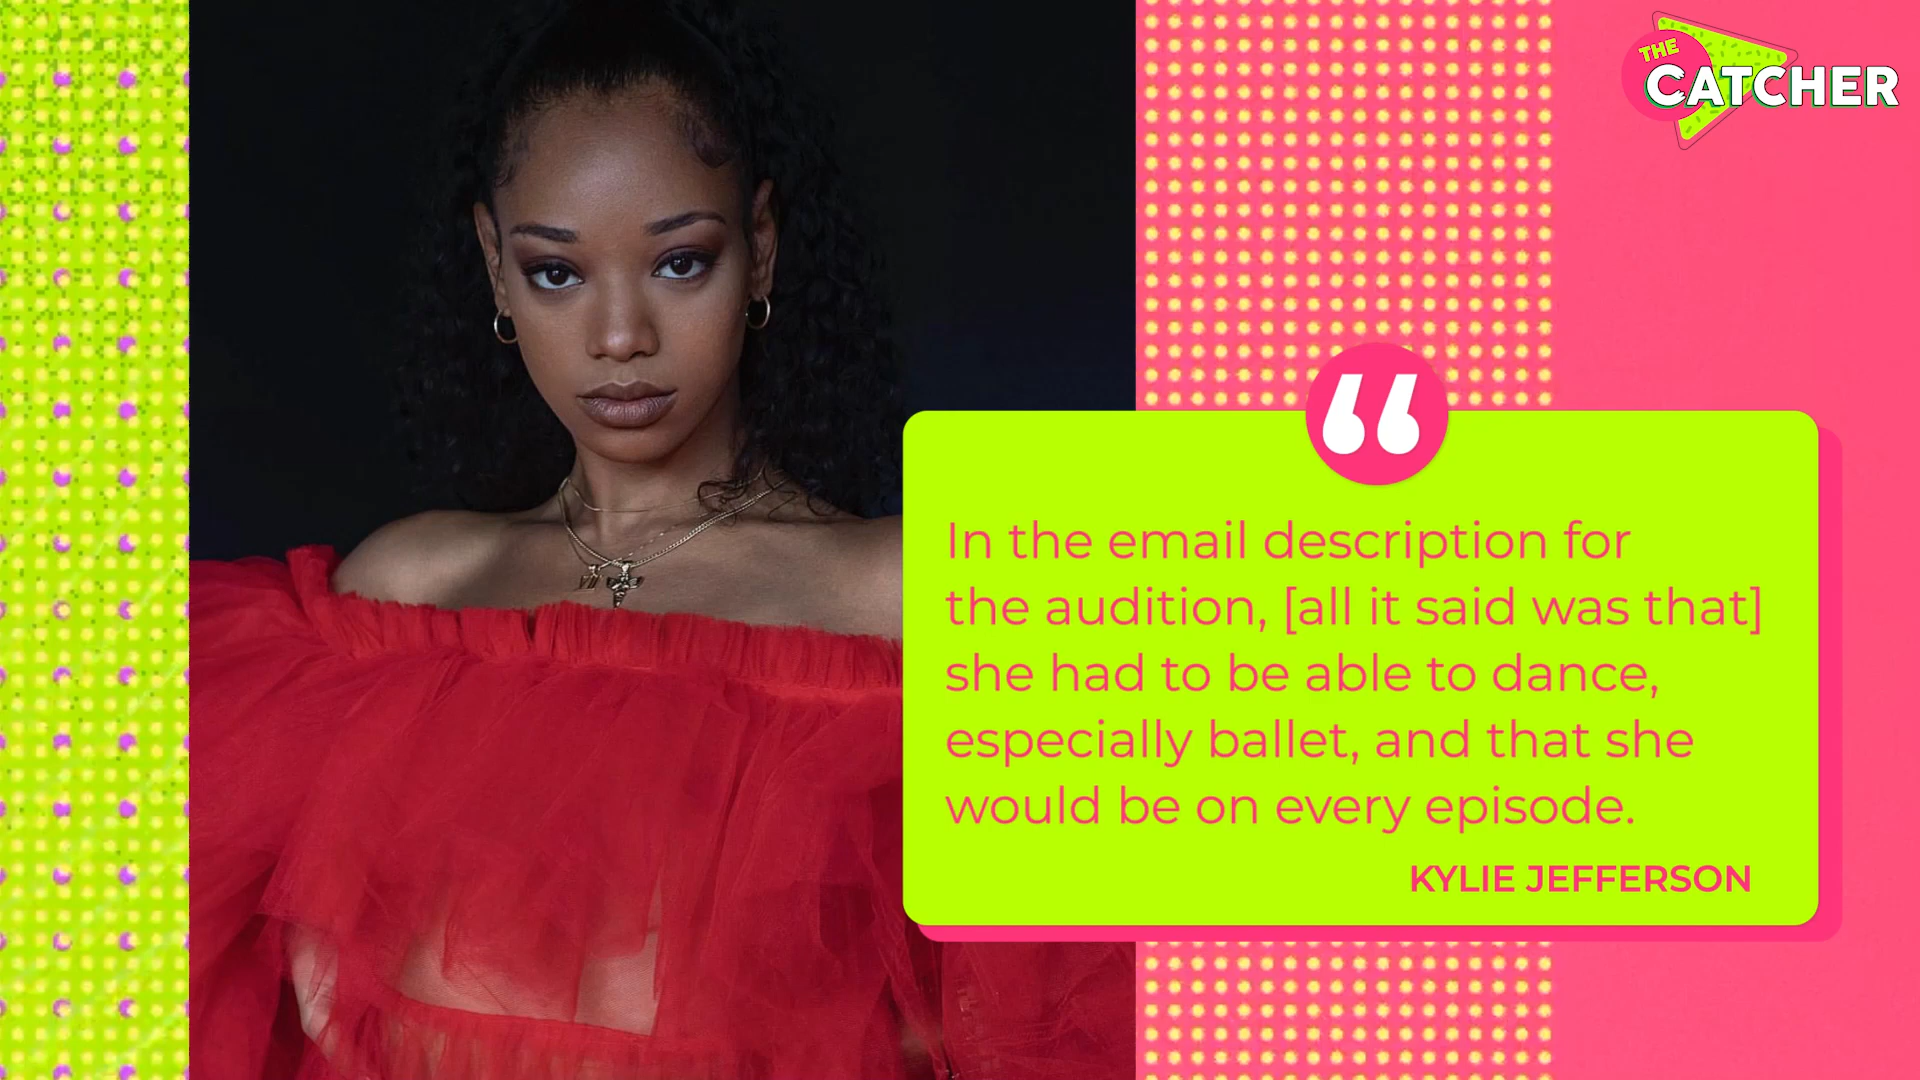 THE
CATCHER
In the email description for
the audition, [all it said was that]
she had to be able to dance,
especially ballet, and that she
would be on every episode.
KYLIE JEFFERSON